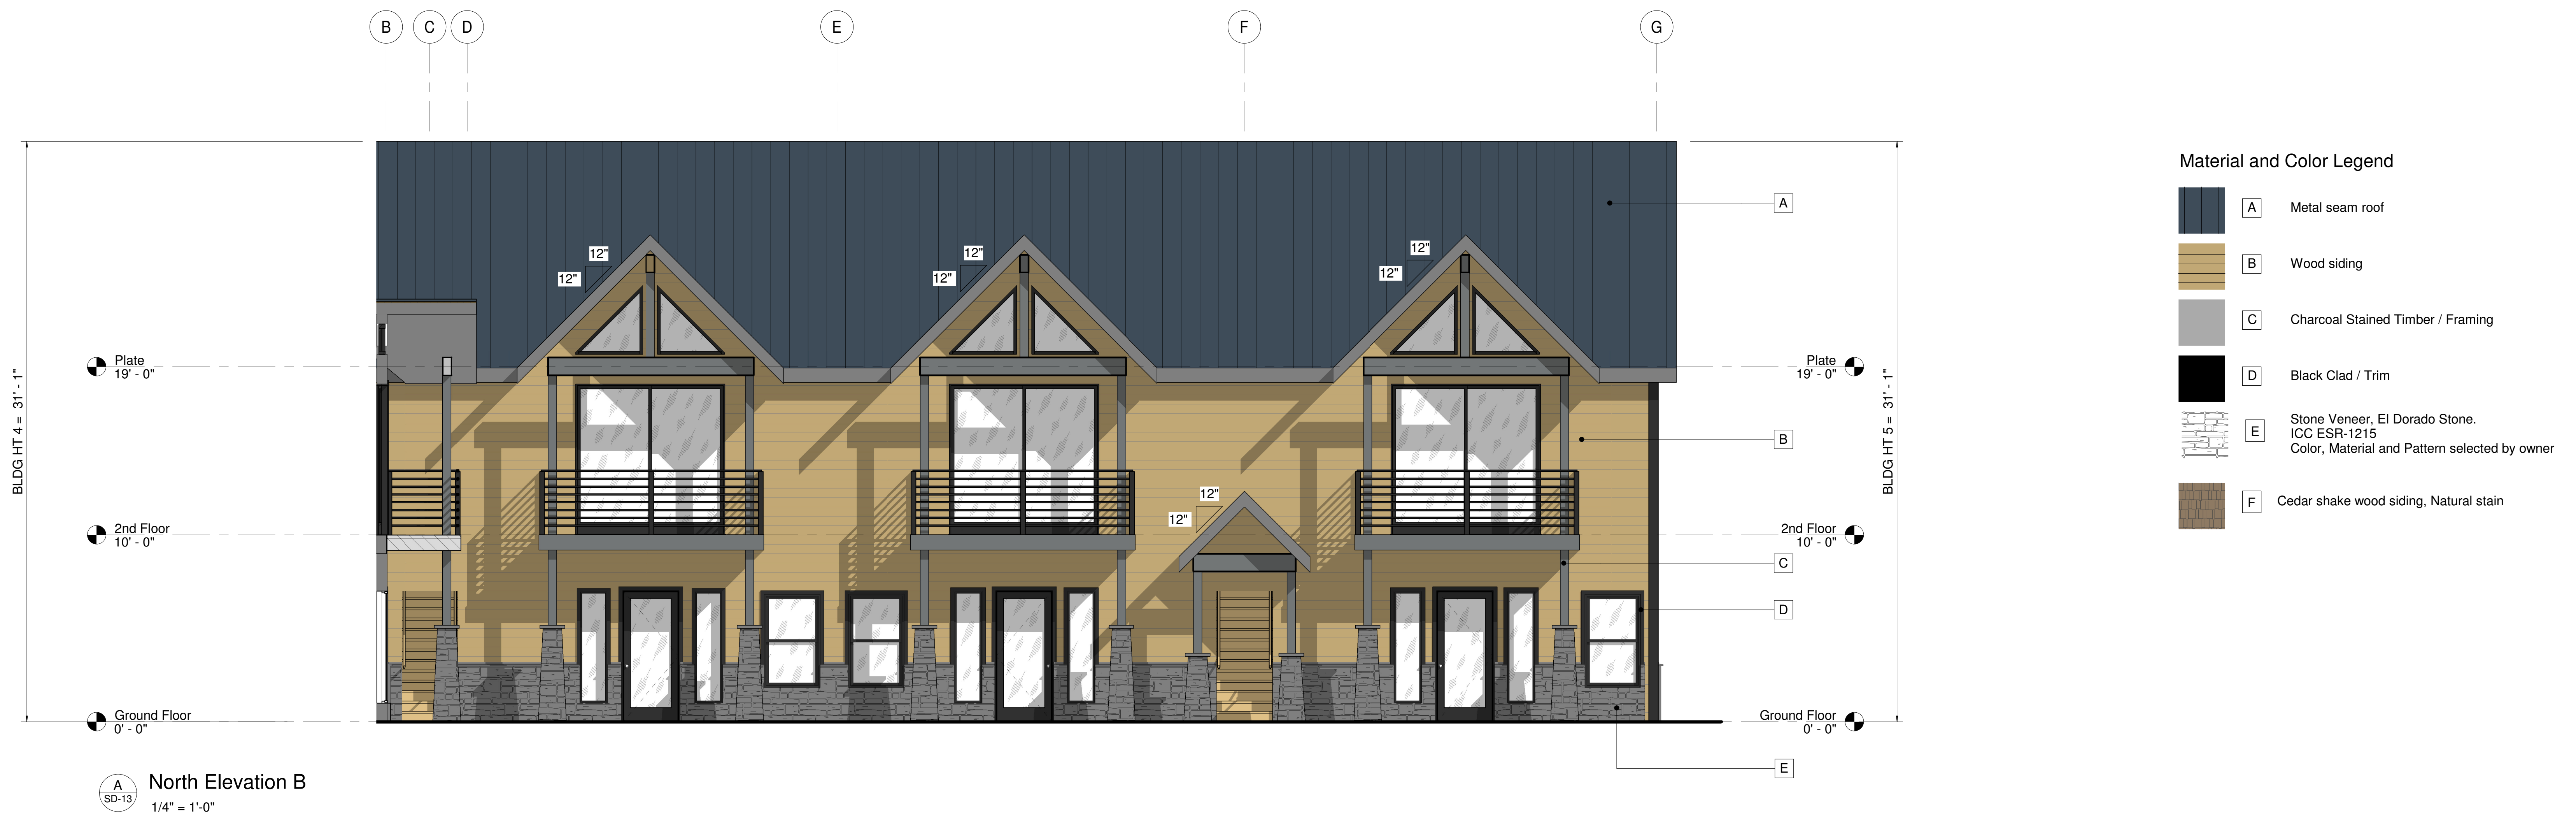 B
C
D
E
F
G
BLDG HT 4 = 31' - 1"
Plate
19' - 0"
2nd Floor
10' - 0"
Ground Floor
0' - 0"
12"
12"
12"
12"
12"
12"
12"
12"
Plate
19' - 0"
2nd Floor
10' - 0"
Ground Floor
0' - 0"
BLDG HT 5 = 31' - 1"
A
B
C
D
E
A
SD-13
North Elevation B
1/4" = 1'-0"
Material and Color Legend
A
Metal seam roof
B
Wood siding
C
Charcoal Stained Timber / Framing
D
Black Clad / Trim
E
Stone Veneer, El Dorado Stone.
ICC ESR-1215
Color, Material and Pattern selected by owner
F
Cedar shake wood siding, Natural stain